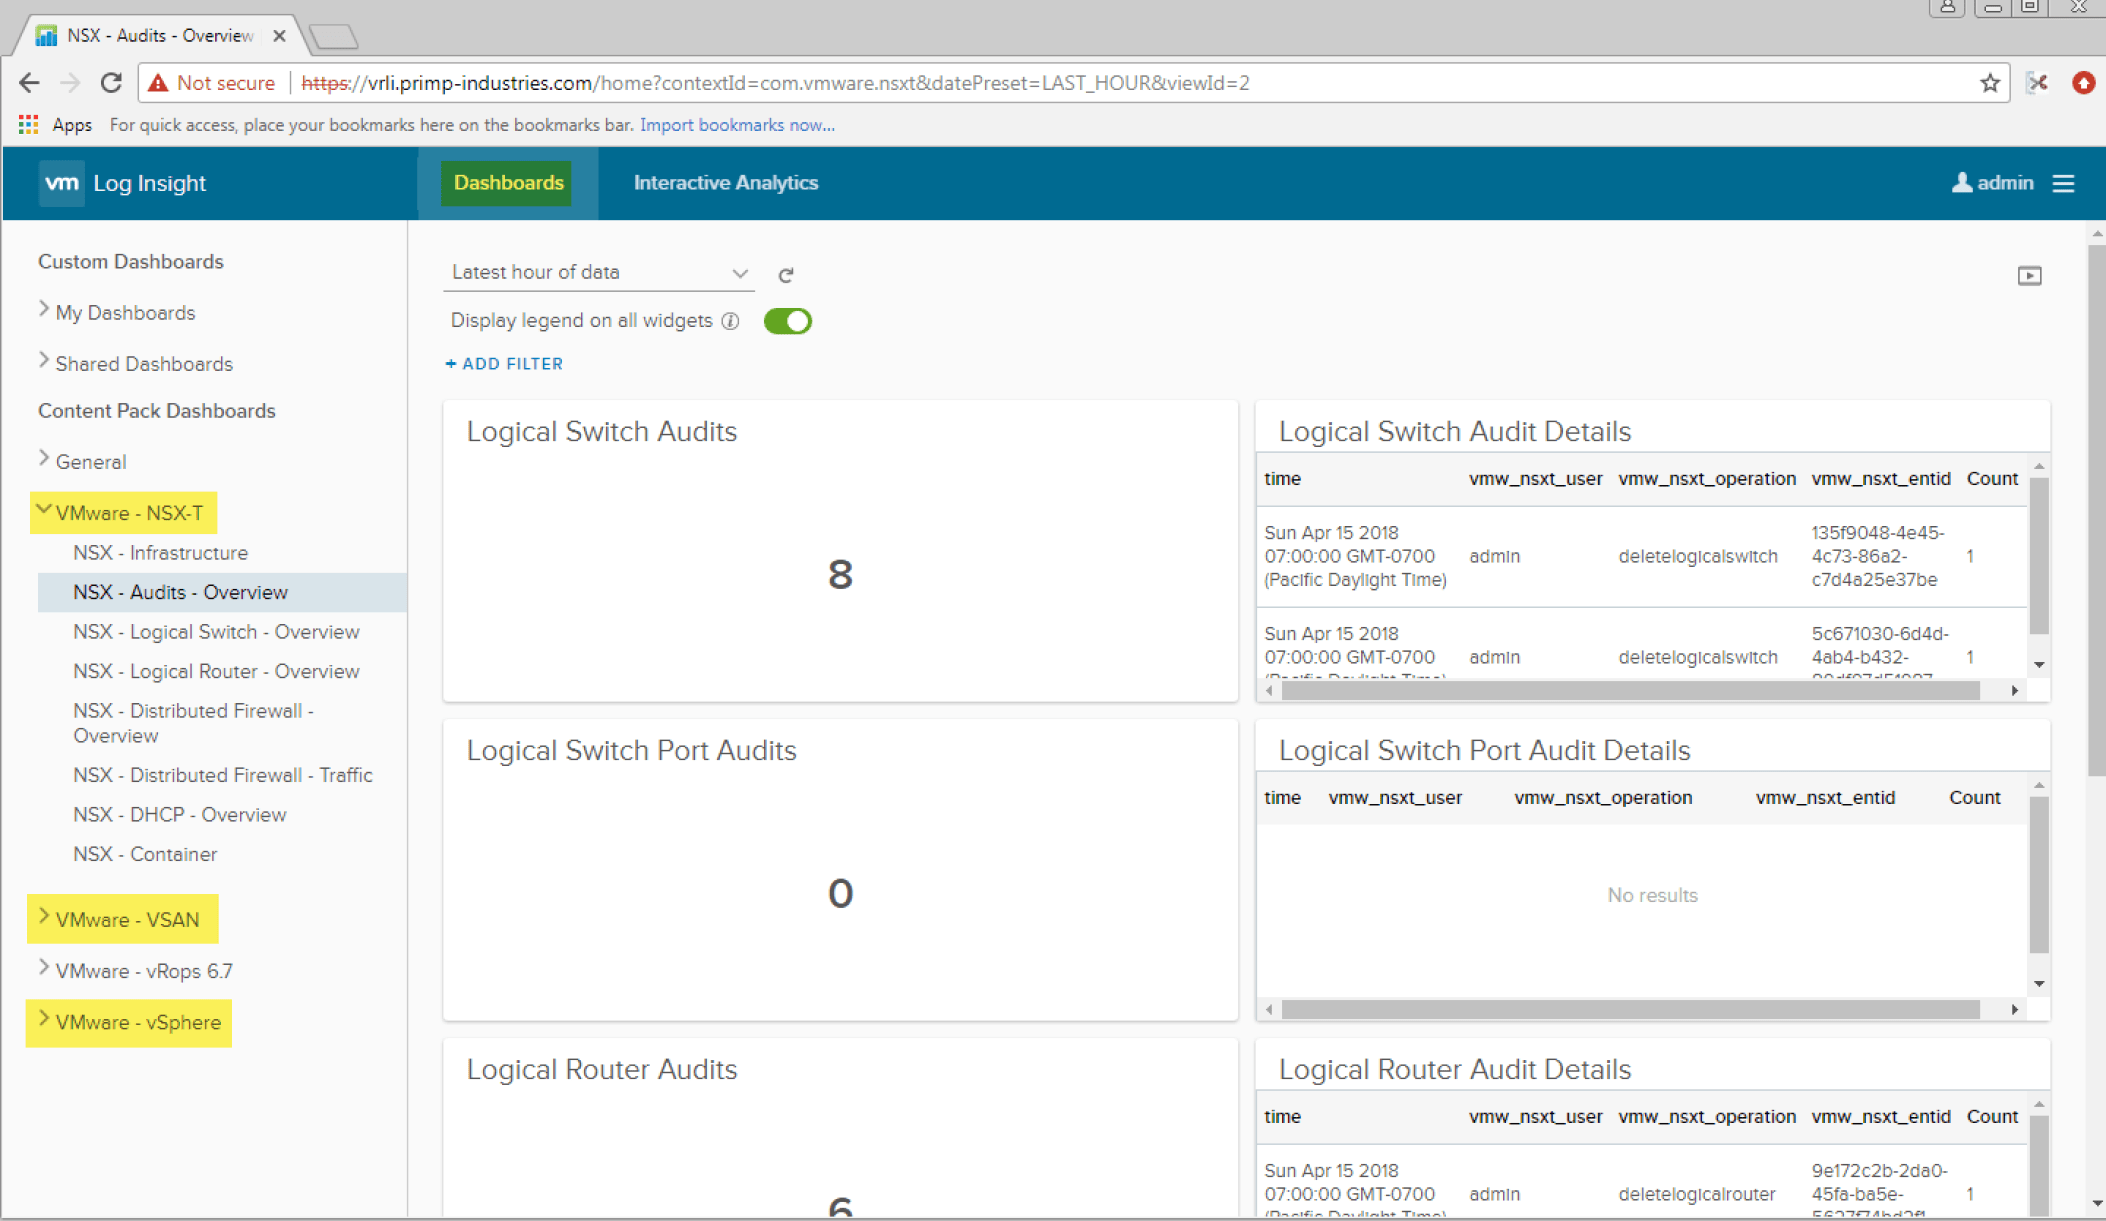 NSX - Audits - Overview
Not secure
https://vrli.primp-industries.com/home?contextId=com.vmware.nsxt&datePreset=LAST_HOUR&viewId=2
Apps For quick access, place your bookmarks here on the bookmarks bar. Import bookmarks now...
vm Log Insight
Dashboards
Interactive Analytics
admin
Custom Dashboards
My Dashboards
Shared Dashboards
Content Pack Dashboards
General
VMware - NSX-T
NSX - Infrastructure
NSX - Audits - Overview
NSX - Logical Switch - Overview
NSX - Logical Router - Overview
NSX - Distributed Firewall -
Overview
NSX - Distributed Firewall - Traffic
NSX - DHCP - Overview
NSX - Container
VMware - VSAN
VMware - vRops 6.7
VMware - vSphere
Latest hour of data
Display legend on all widgets
+ ADD FILTER
Logical Switch Audits
8
Logical Switch Audit Details
time vmw_nsxt_user vmw_nsxt_operation vmw_nsxt_entid Count
Sun Apr 15 2018
07:00:00 GMT-0700
(Pacific Daylight Time)
admin
deletelogicalswitch
135f9048-4e45-
4c73-86a2-
c7d4a25e37be
1
Sun Apr 15 2018
07:00:00 GMT-0700
(Pacific Daylight Time)
admin
deletelogicalswitch
5c671030-6d4d-
4ab4-b432-
1
Logical Switch Port Audits
0
Logical Switch Port Audit Details
time vmw_nsxt_user vmw_nsxt_operation vmw_nsxt_entid Count
No results
Logical Router Audits
6
Logical Router Audit Details
time vmw_nsxt_user vmw_nsxt_operation vmw_nsxt_entid Count
Sun Apr 15 2018
07:00:00 GMT-0700
(Pacific Daylight Time)
admin
deletelogicalrouter
9e172c2b-2da0-
45fa-ba5e-
1